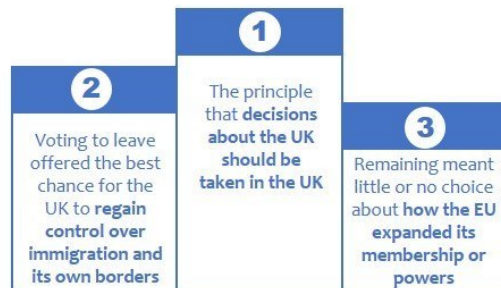 1
The principle
that decisions
about the UK
should be
taken in the UK
2
Voting to leave
offered the best
chance for the
UK to regain
control over
immigration and
its own borders
3
Remaining meant
little or no choice
about how the EU
expanded its
membership or
powers